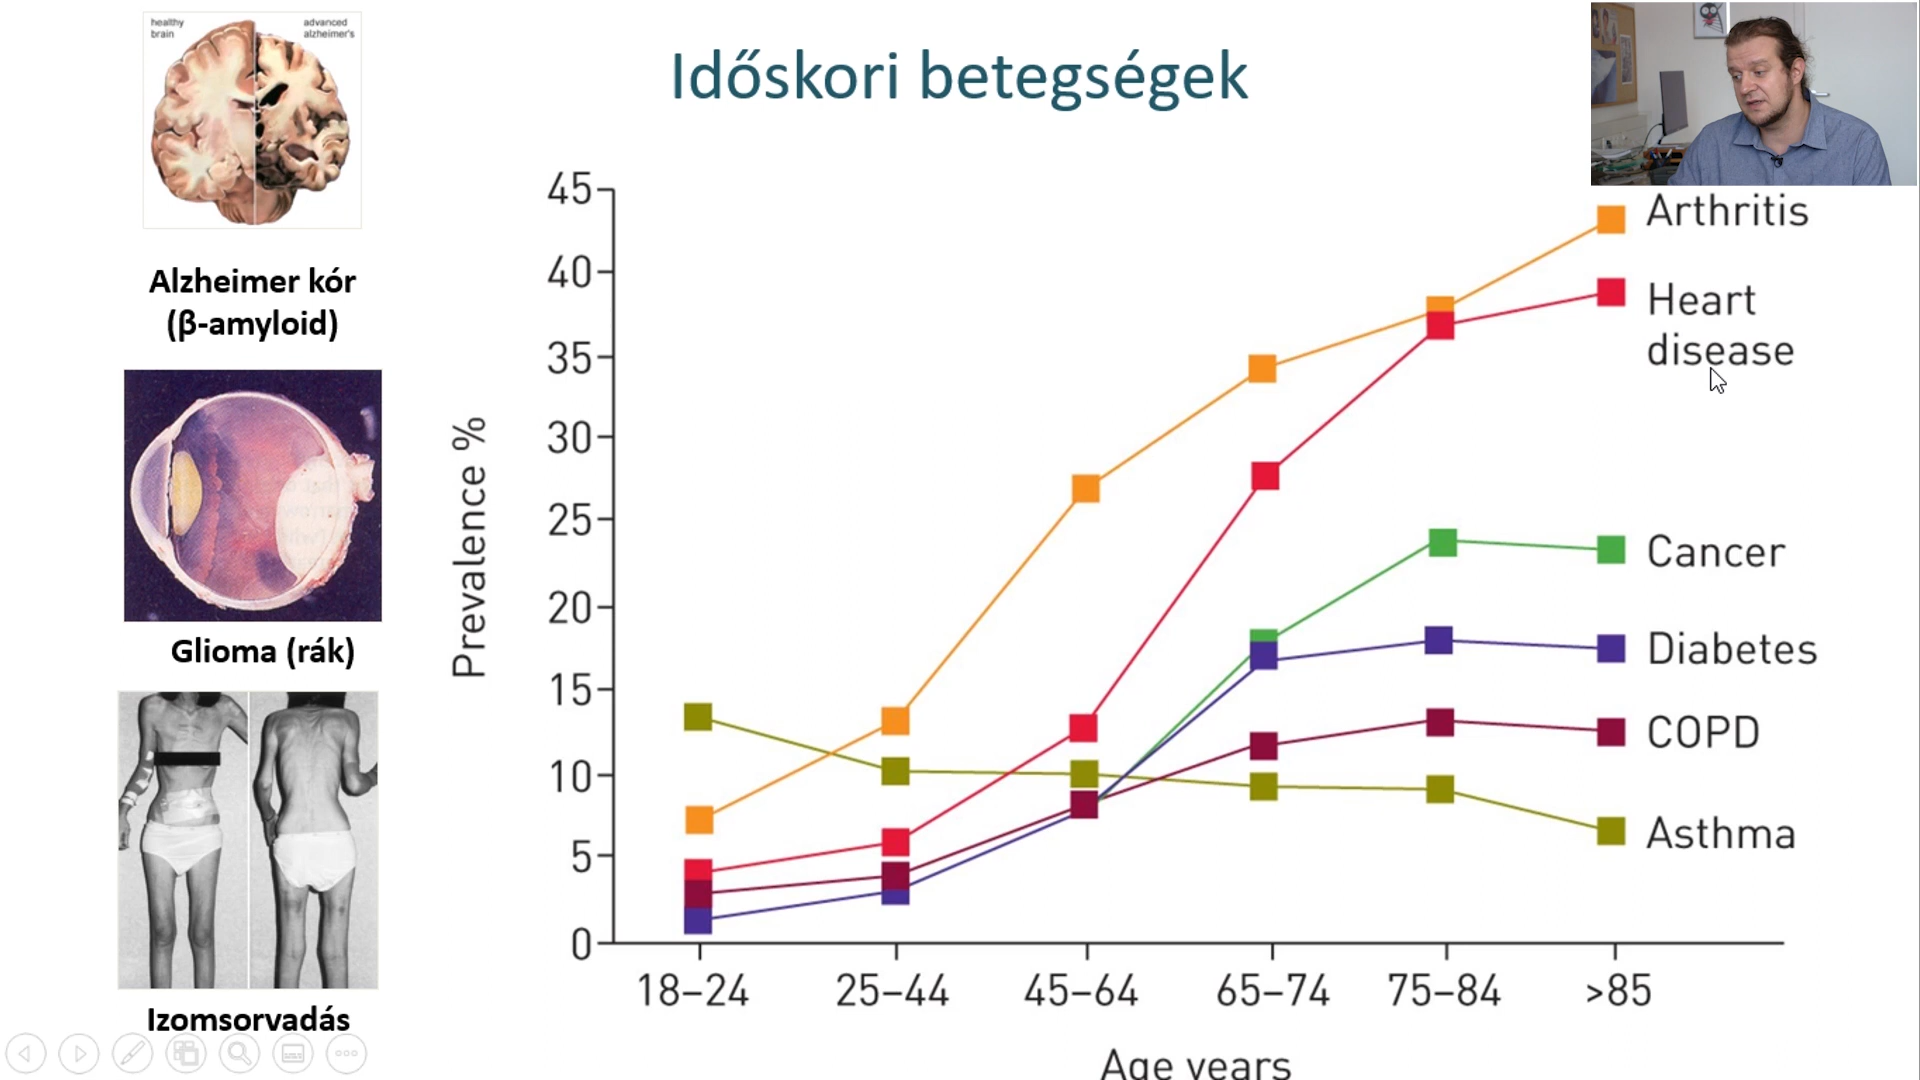 healthy
brain
advanced
alzheimer's
Időskori betegségek
Alzheimer kór
(β-amyloid)
Glioma (rák)
Izomsorvadás
Prevalence %
45
40
35
30
25
20
15
10
5
0
Arthritis
Heart
disease
Cancer
Diabetes
COPD
Asthma
18–24
25–44
45–64
65–74
75–84
>85
Age years